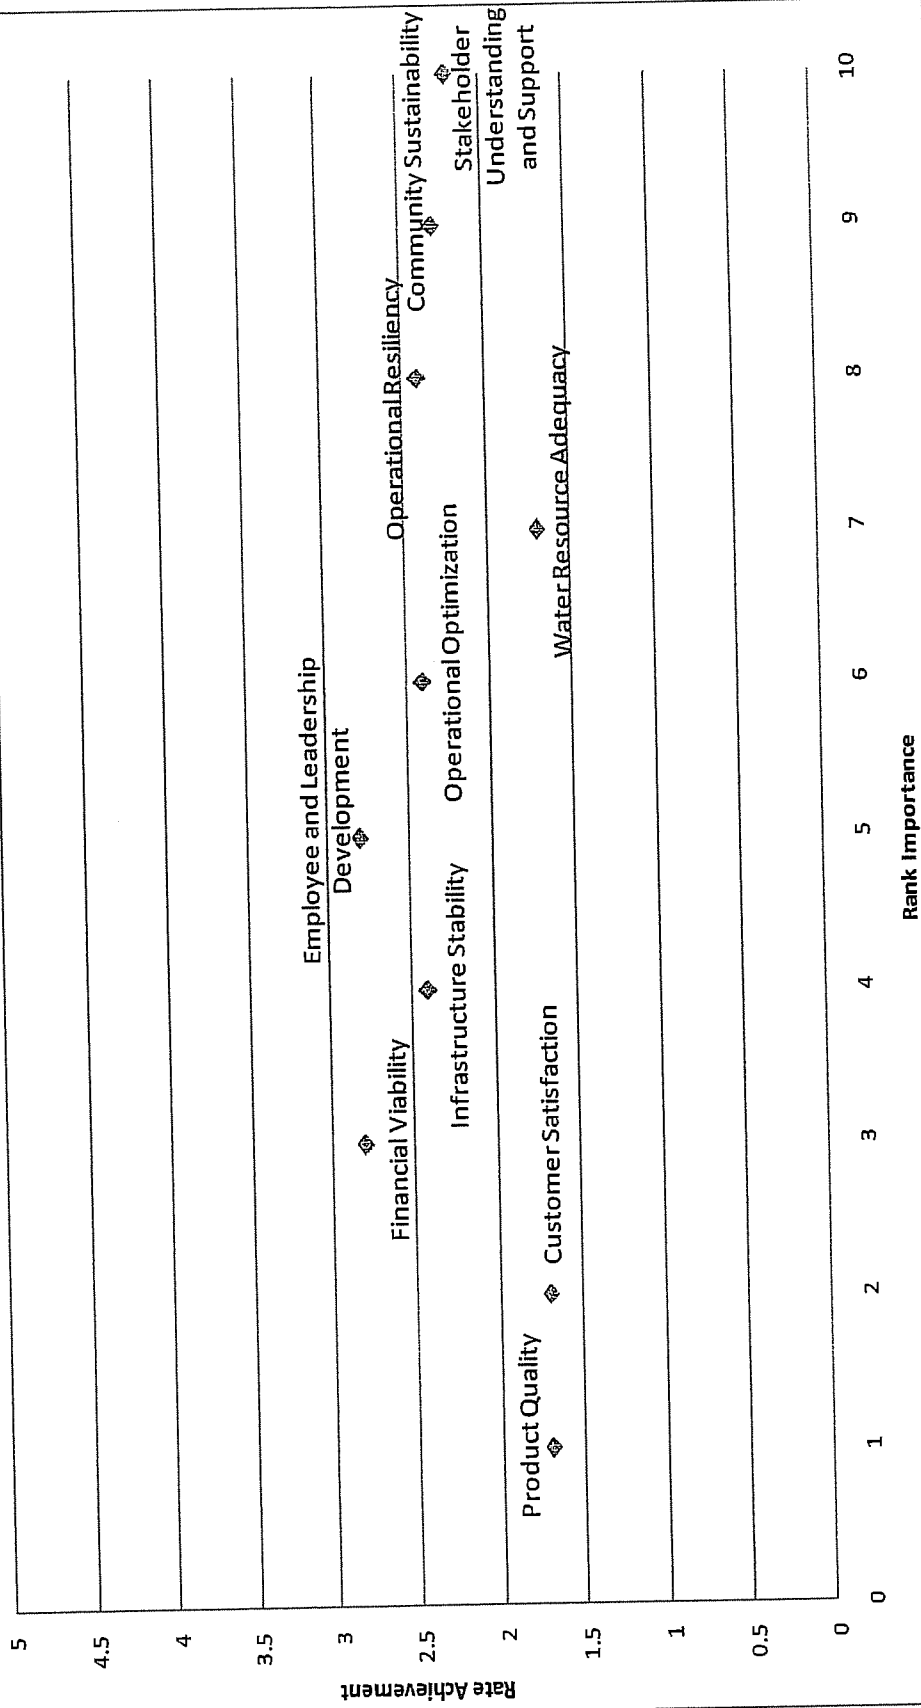 5
4.5
4
3.5
3
2.5
2
1.5
1
0.5
0
Rate Achievement
Employee and Leadership
Development
Financial Viability
Infrastructure Stability
Operational Optimization
Operational Resiliency
Community Sustainability
Stakeholder
Understanding
and Support
Water Resource Adequacy
Customer Satisfaction
Product Quality
0
1
2
3
4
5
6
7
8
9
10
Rank Importance